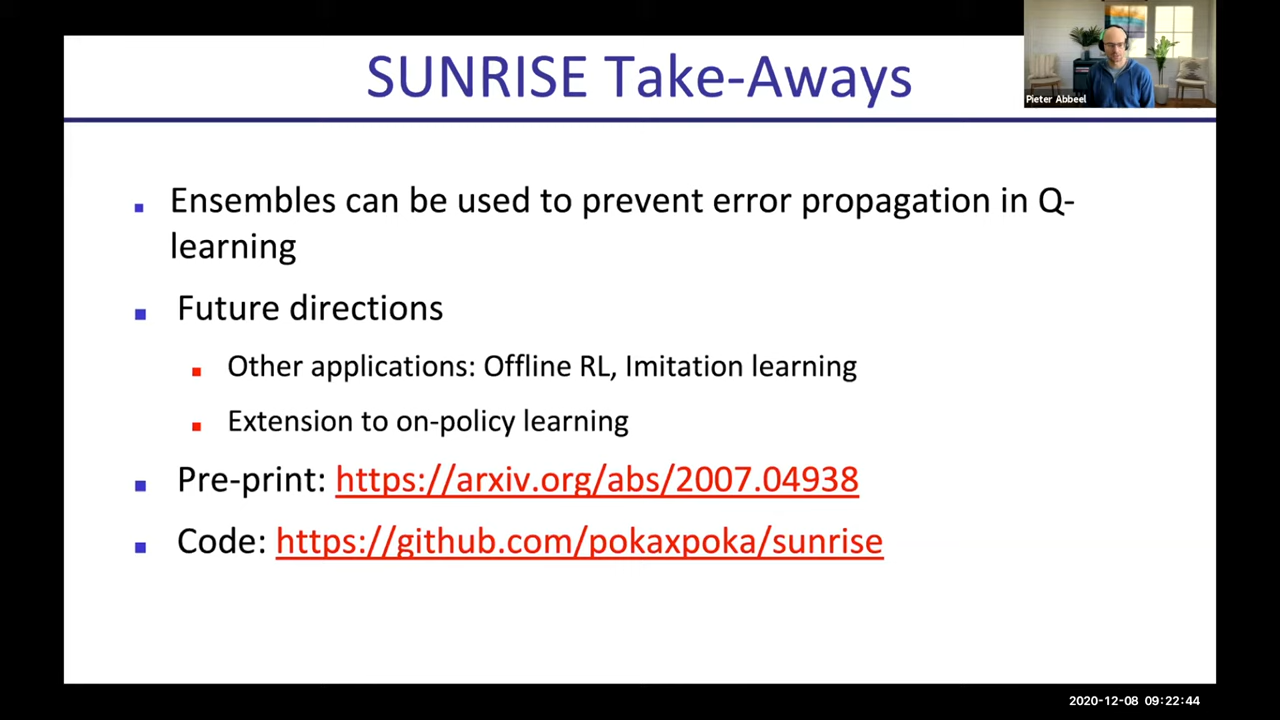 SUNRISE Take-Aways
Pieter Abbeel
Ensembles can be used to prevent error propagation in Q-
learning
Future directions
Other applications: Offline RL, Imitation learning
Extension to on-policy learning
Pre-print: https://arxiv.org/abs/2007.04938
Code: https://github.com/pokaxpoka/sunrise
2020-12-08 09:22:44